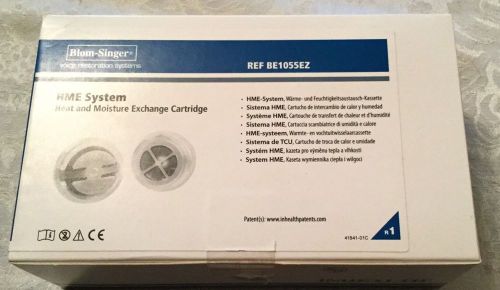 Blom-Singer®
voice restoration systems
REF BE1055EZ
HME System
Heat and Moisture Exchange Cartridge
• HME-System, Wärme- und Feuchtigkeitsaustausch-Kassette
• Sistema HME, Cartucho de intercambio de calor y humedad
• Système HME, Cartouche de transfert de chaleur et d'humidité
• Sistema HME, Cartuccia scambiatrice di umidità e calore
• HME-systeem, Warmte- en vochtuitwisselaarcassette
• Sistema de TCU, Cartucho de troca de calor e umidade
• Systém HME, kazeta pro výměnu tepla a vlhkosti
• System HME, Kaseta wymiennika ciepła i wilgoci
Patent(s): www.inhealthpatents.com
41641-01C
R1
2
CE